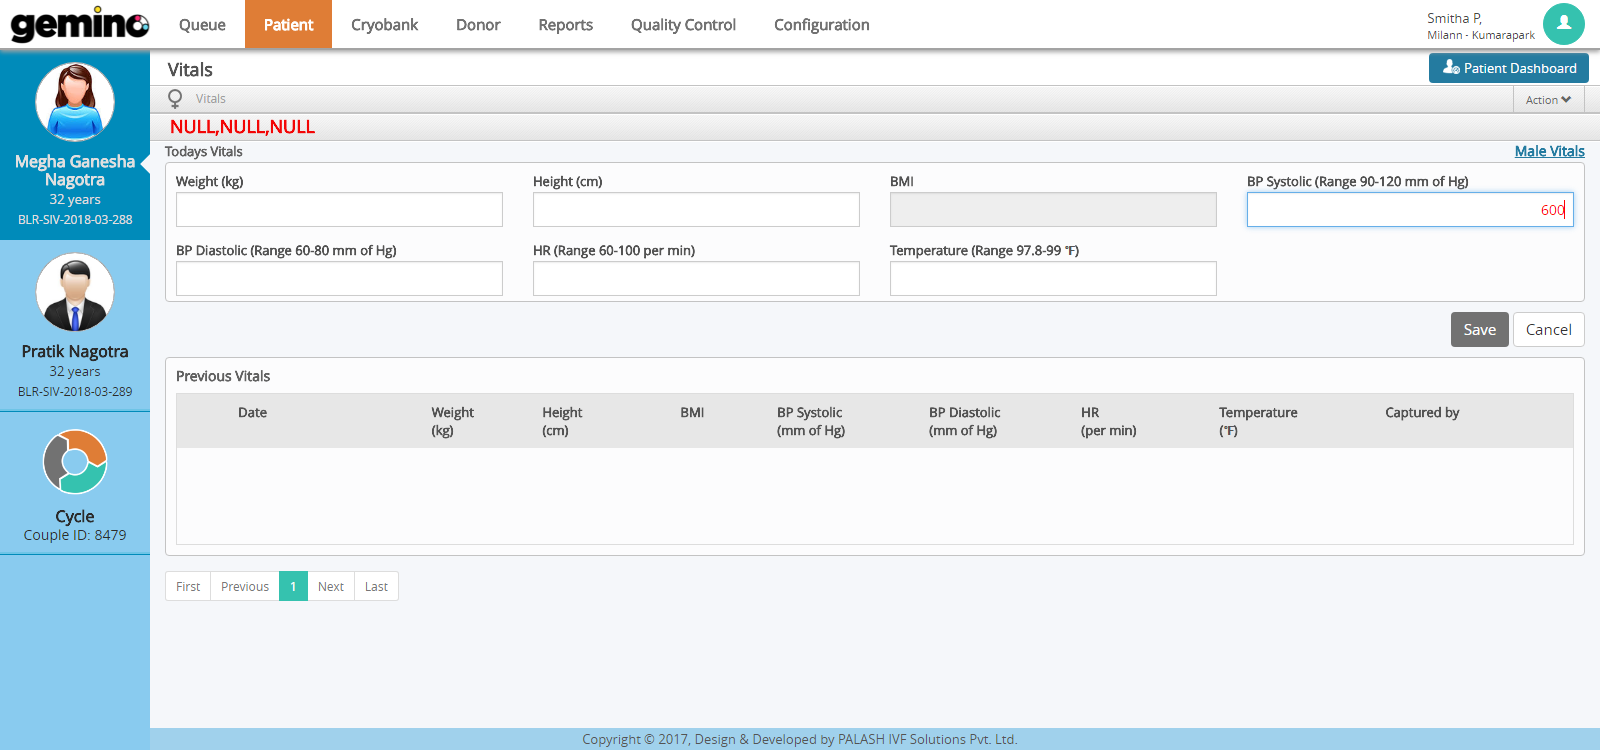 gemino Queue Patient Cryobank Donor Reports Quality Control Configuration
Smitha P,
Milann - Kumarapark
Megha Ganesha
Nagotra
32 years
BLR-SIV-2018-03-288
Pratik Nagotra
32 years
BLR-SIV-2018-03-289
Cycle
Couple ID: 8479
Vitals Patient Dashboard
Vitals Action
NULL,NULL,NULL
Todays Vitals Male Vitals
Weight (kg) Height (cm) BMI BP Systolic (Range 90-120 mm of Hg)
600
BP Diastolic (Range 60-80 mm of Hg) HR (Range 60-100 per min) Temperature (Range 97.8-99 °F)
Save Cancel
Previous Vitals
Date Weight (kg) Height (cm) BMI BP Systolic (mm of Hg) BP Diastolic (mm of Hg) HR (per min) Temperature (°F) Captured by
First Previous 1 Next Last
Copyright © 2017, Design & Developed by PALASH IVF Solutions Pvt. Ltd.